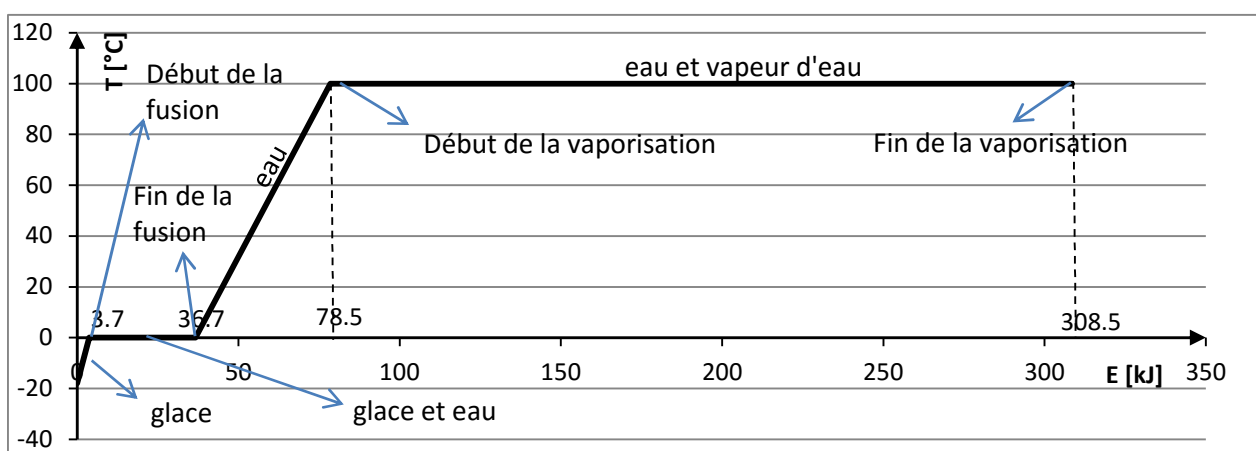 120
100
80
60
40
20
0
-20
-40
T [°C]
Début de la
fusion
Fin de la
fusion
eau
eau et vapeur d'eau
Début de la vaporisation
Fin de la vaporisation
3.7
36.7
78.5
308.5
0
50
100
150
200
250
300
E [kJ]
350
glace
glace et eau